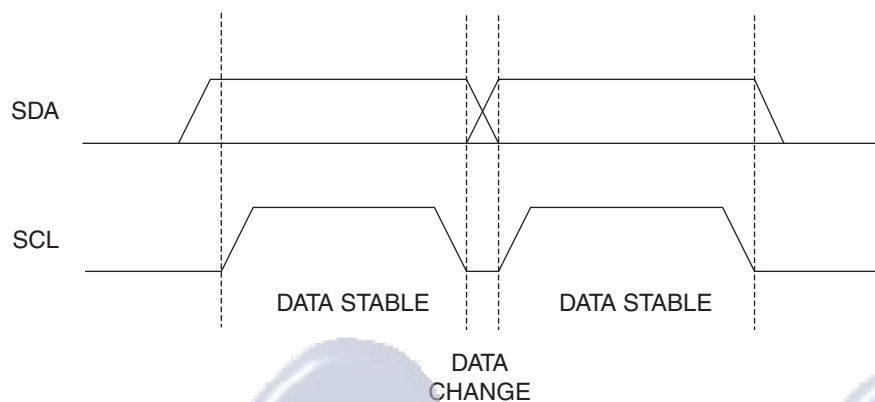 SDA
SCL
DATA STABLE
DATA STABLE
DATA
CHANGE